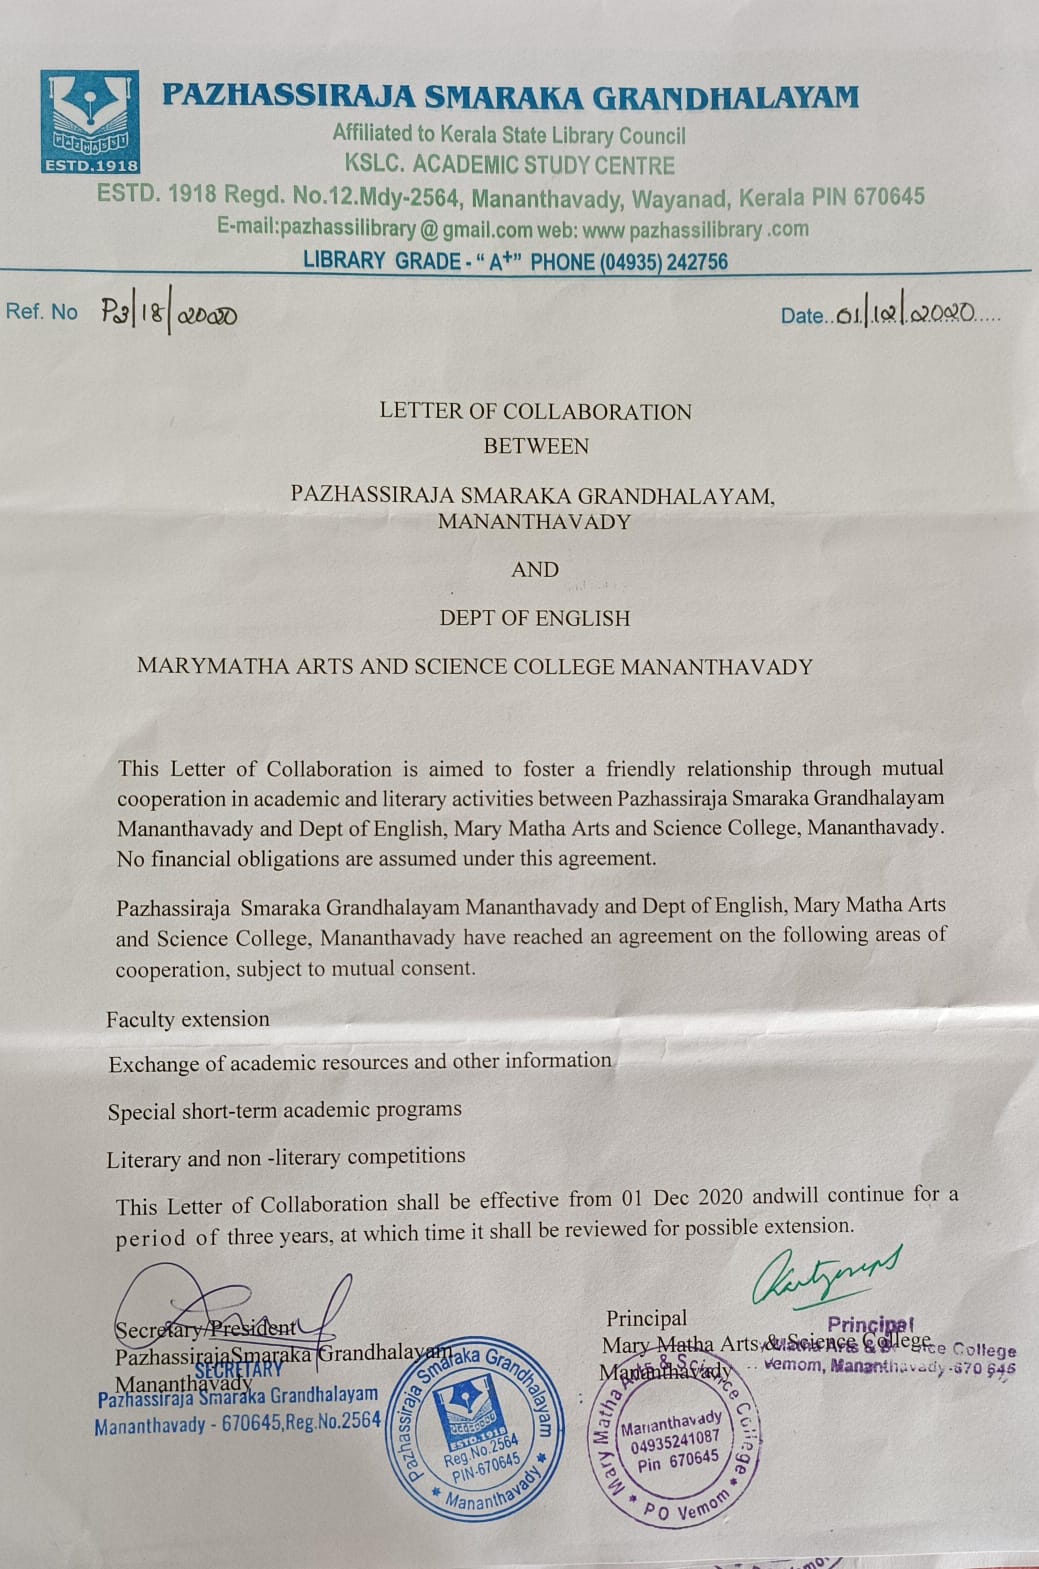 PAZHASSI
ESTD.1918
PAZHASSIRAJA SMARAKA GRANDHALAYAM
Affiliated to Kerala State Library Council
KSLC. ACADEMIC STUDY CENTRE
ESTD. 1918 Regd. No.12.Mdy-2564, Mananthavady, Wayanad, Kerala PIN 670645
E-mail:pazhassilibrary @ gmail.com web: www pazhassilibrary .com
LIBRARY GRADE - “ A+” PHONE (04935) 242756
Ref. No P3/18/2020 Date..01/12/2020.....
LETTER OF COLLABORATION
BETWEEN
PAZHASSIRAJA SMARAKA GRANDHALAYAM,
MANANTHAVADY
AND
DEPT OF ENGLISH
MARYMATHA ARTS AND SCIENCE COLLEGE MANANTHAVADY
This Letter of Collaboration is aimed to foster a friendly relationship through mutual
cooperation in academic and literary activities between Pazhassiraja Smaraka Grandhalayam
Mananthavady and Dept of English, Mary Matha Arts and Science College, Mananthavady.
No financial obligations are assumed under this agreement.
Pazhassiraja Smaraka Grandhalayam Mananthavady and Dept of English, Mary Matha Arts
and Science College, Mananthavady have reached an agreement on the following areas of
cooperation, subject to mutual consent.
Faculty extension
Exchange of academic resources and other information
Special short-term academic programs
Literary and non -literary competitions
This Letter of Collaboration shall be effective from 01 Dec 2020 andwill continue for a
period of three years, at which time it shall be reviewed for possible extension.
Secretary/President
PazhassirajaSmaraka Grandhalayam,
Mananthavady
SECRETARY
Pazhassiraja Smaraka Grandhalayam
Mananthavady - 670645,Reg.No.2564
Pazhassiraja Smaraka Grandhalayam
ESTD.1918
Reg.No.2564
PIN-670645
* Mananthavady *
Principal
Mary Matha Arts & Science College
Mananthavady
Principal
Matha Arts & College
Vemom, Mananthavady-670 645
Mary Matha Arts & Science College
Mananthavady
04935241087
Pin 670645
* PO Vemom *